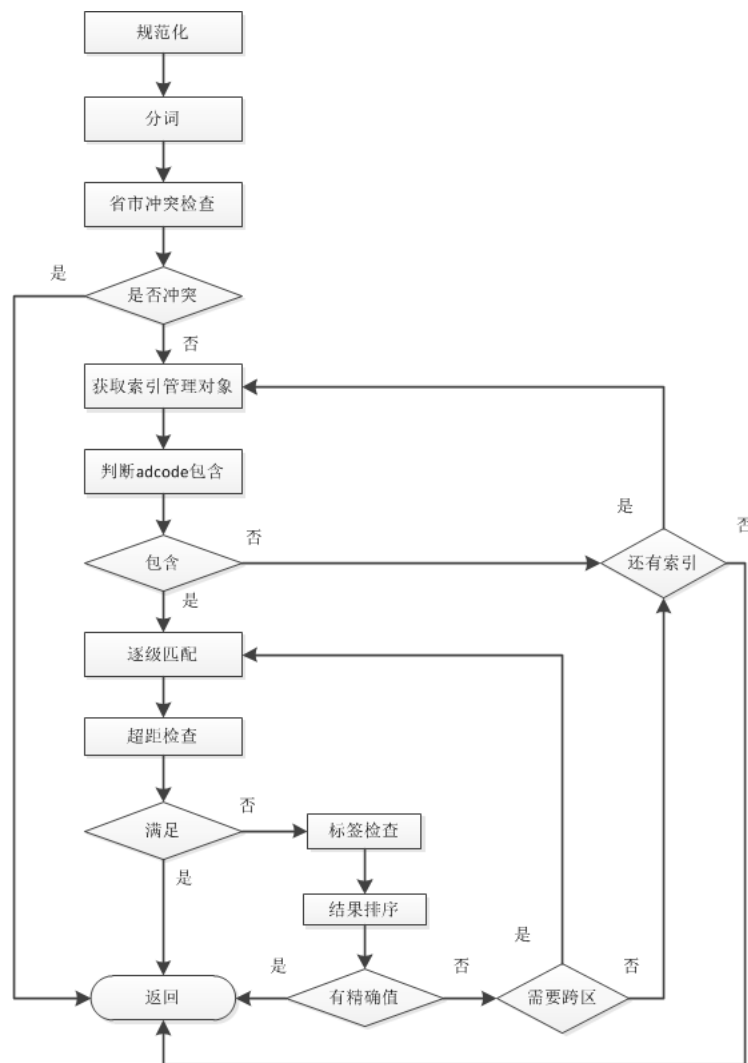 规范化
分词
省市冲突检查
是
是否冲突
否
获取索引管理对象
判断adcode包含
是
否
否
包含
还有索引
是
逐级匹配
超距检查
否
满足
标签检查
是
结果排序
是
是
否
否
返回
有精确值
需要跨区